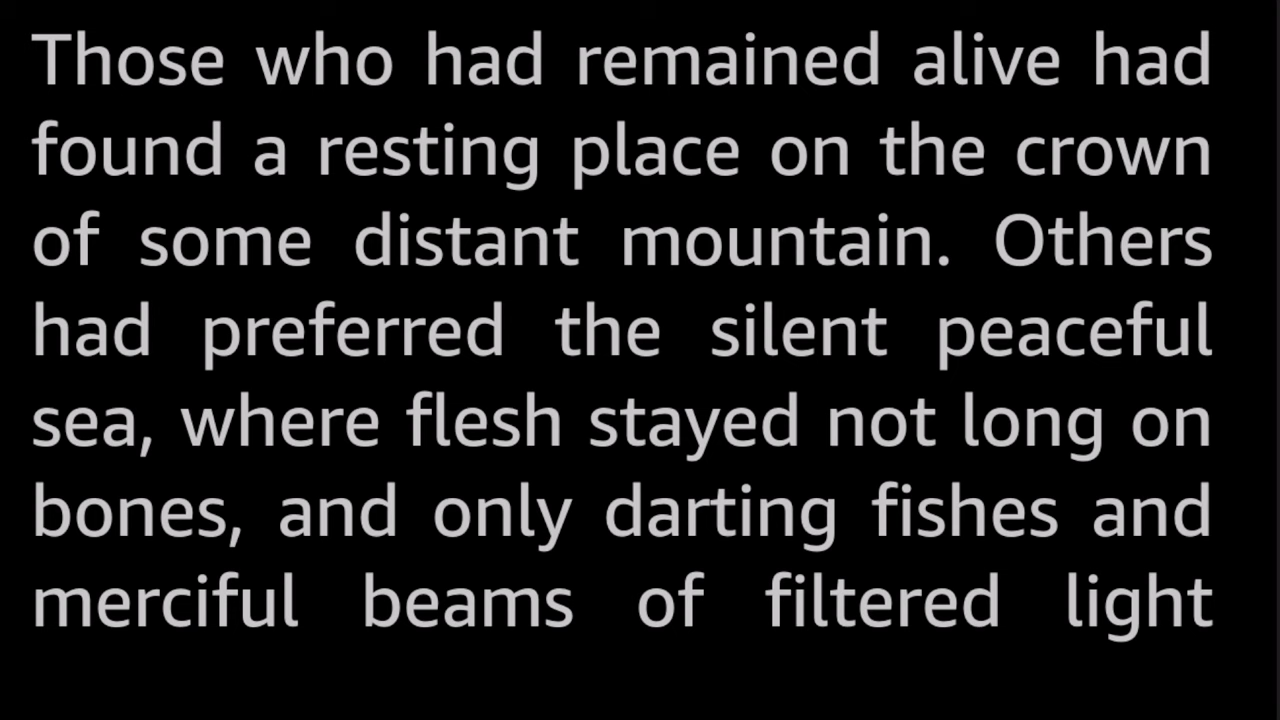 Those who had remained alive had
found a resting place on the crown
of some distant mountain. Others
had preferred the silent peaceful
sea, where flesh stayed not long on
bones, and only darting fishes and
merciful beams of filtered light